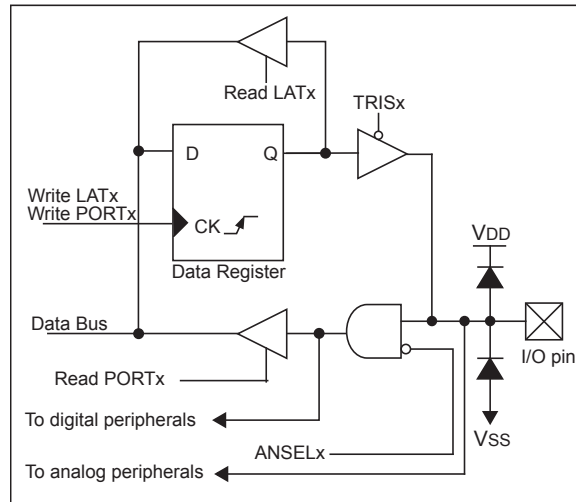 Read LATx
TRISx
D
Q
Write LATx
Write PORTx
CK
VDD
Data Register
Data Bus
I/O pin
Read PORTx
To digital peripherals
VSS
ANSELx
To analog peripherals